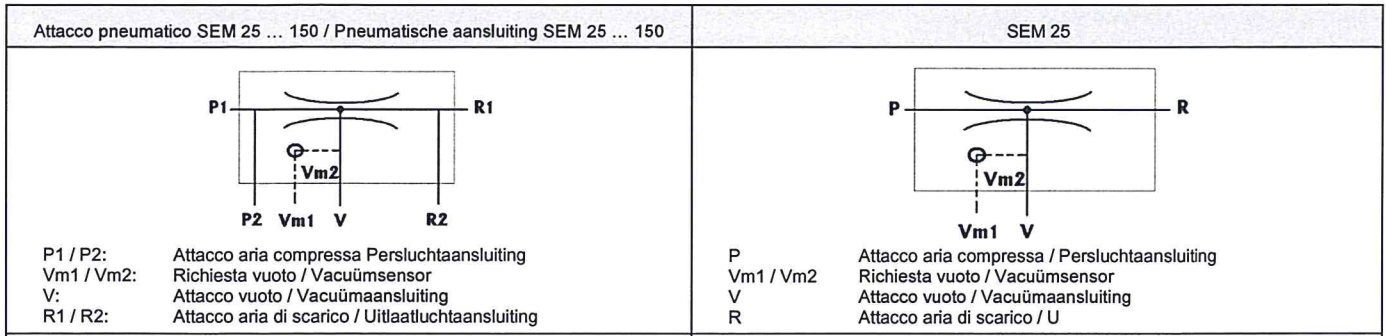 Attacco pneumatico SEM 25 ... 150 / Pneumatische aansluiting SEM 25 ... 150
P1
R1
Vm2
P2 Vm1 V R2
P1 / P2: Attacco aria compressa Persluchtaansluiting
Vm1 / Vm2: Richiesta vuoto / Vacuümsensor
V: Attacco vuoto / Vacuümaansluiting
R1 / R2: Attacco aria di scarico / Uitlaatluchtaansluiting
SEM 25
P
R
Vm2
Vm1 V
P Attacco aria compressa / Persluchtaansluiting
Vm1 / Vm2 Richiesta vuoto / Vacuümsensor
V Attacco vuoto / Vacuümaansluiting
R Attacco aria di scarico / U